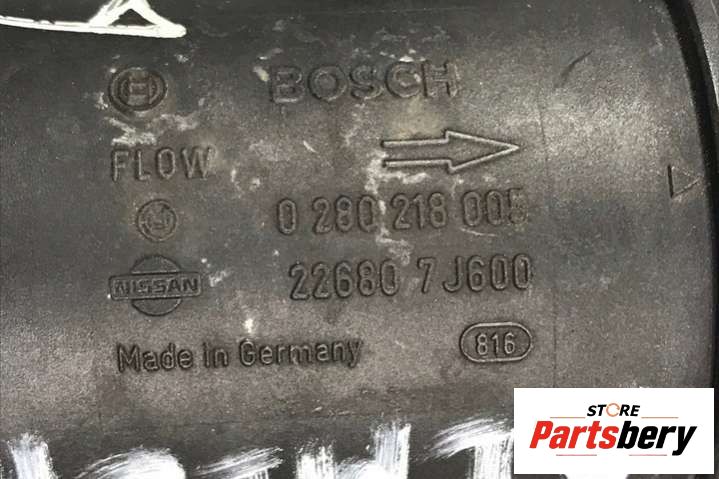 BOSCH
FLOW
0 280 218 005
NISSAN
22680 7J600
Made in Germany
816
STORE
Partsbery